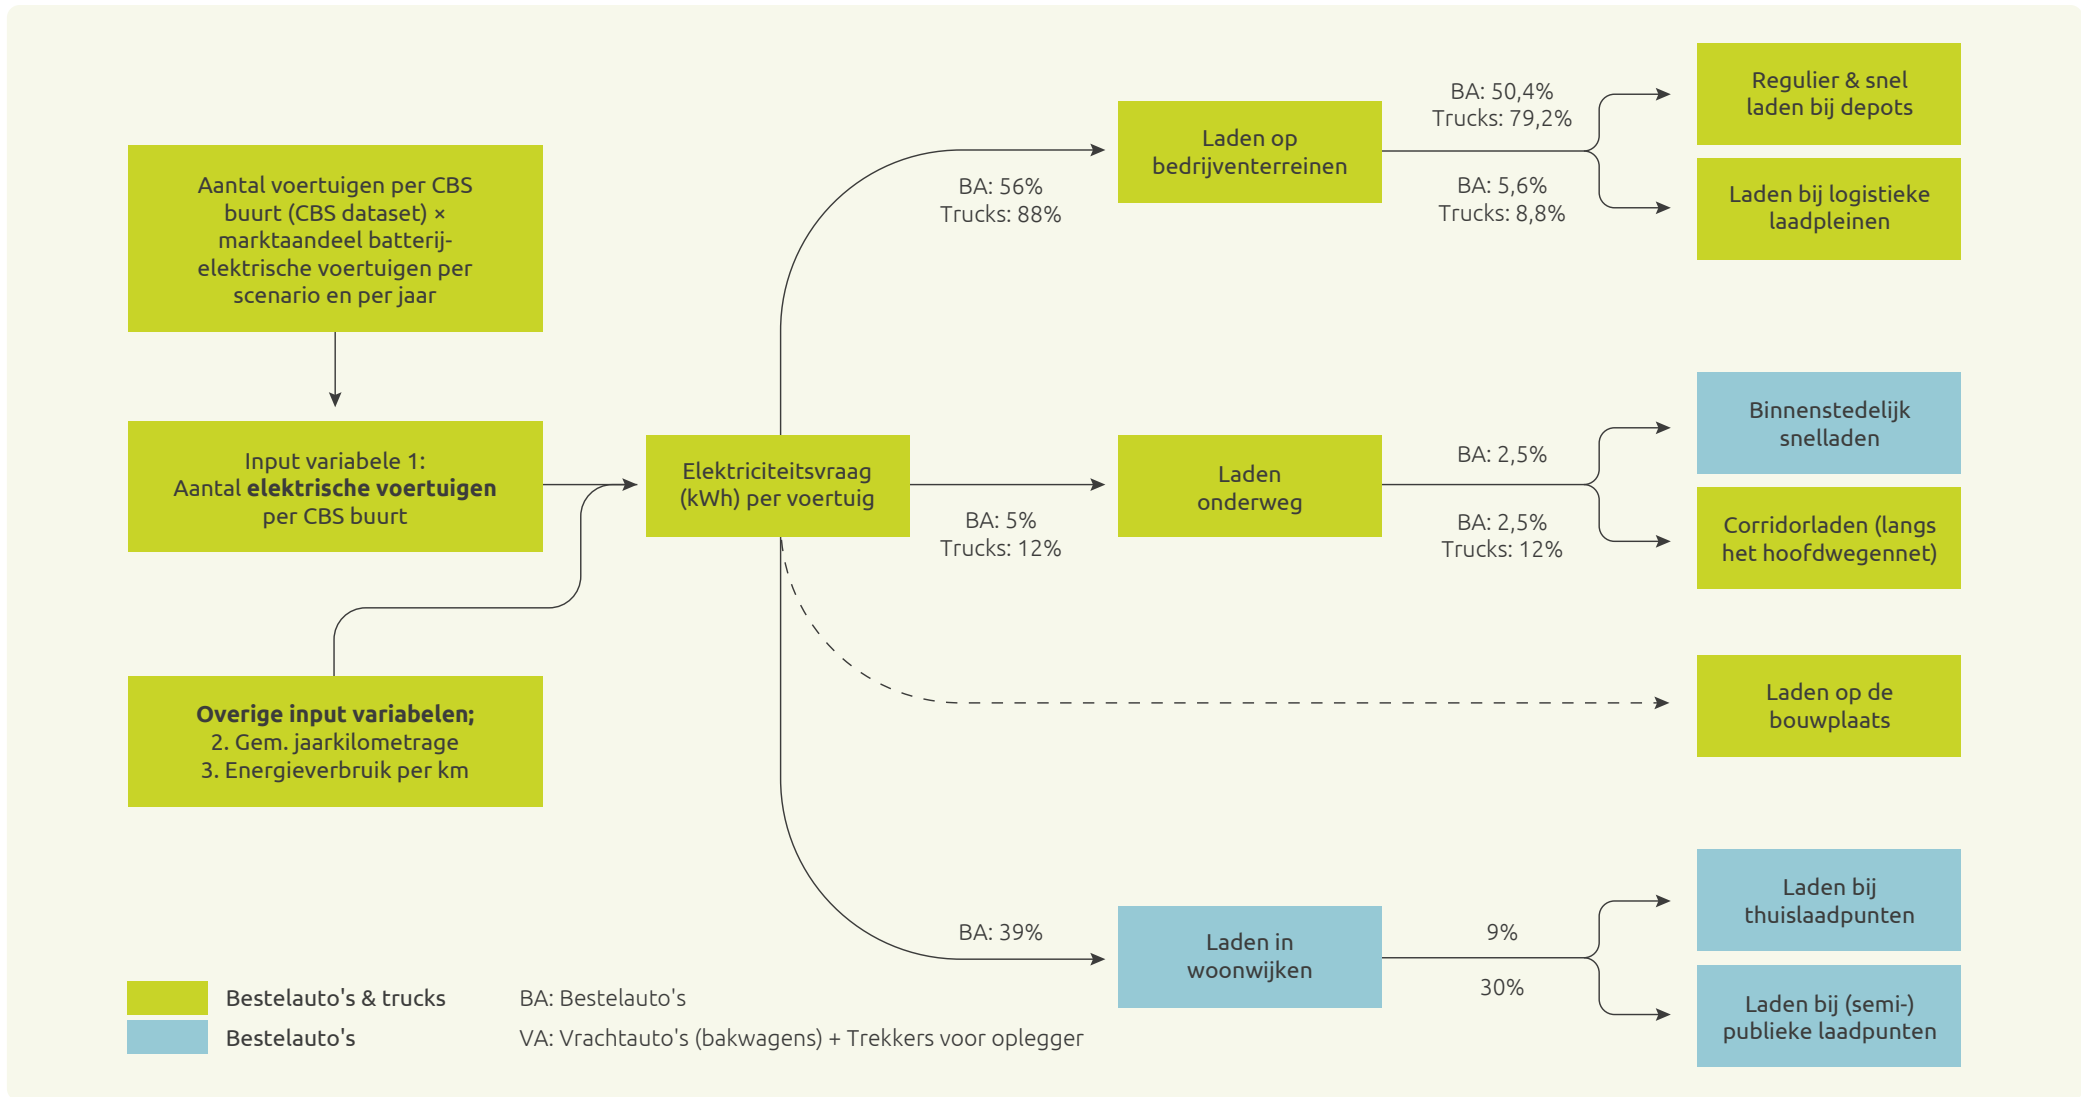 Aantal voertuigen per CBS
buurt (CBS dataset) ×
marktaandeel batterij-
elektrische voertuigen per
scenario en per jaar
Input variabele 1:
Aantal elektrische voertuigen
per CBS buurt
Overige input variabelen;
2. Gem. jaarkilometrage
3. Energieverbruik per km
Elektriciteitsvraag
(kWh) per voertuig
BA: 56%
Trucks: 88%
Laden op
bedrijventerreinen
BA: 50,4%
Trucks: 79,2%
BA: 5,6%
Trucks: 8,8%
Regulier & snel
laden bij depots
Laden bij logistieke
laadpleinen
BA: 5%
Trucks: 12%
Laden
onderweg
BA: 2,5%
BA: 2,5%
Trucks: 12%
Binnenstedelijk
snelladen
Corridorladen (langs
het hoofdwegennet)
Laden op de
bouwplaats
BA: 39%
Laden in
woonwijken
9%
30%
Laden bij
thuislaadpunten
Laden bij (semi-)
publieke laadpunten
Bestelauto's & trucks
Bestelauto's
BA: Bestelauto's
VA: Vrachtauto's (bakwagens) + Trekkers voor oplegger